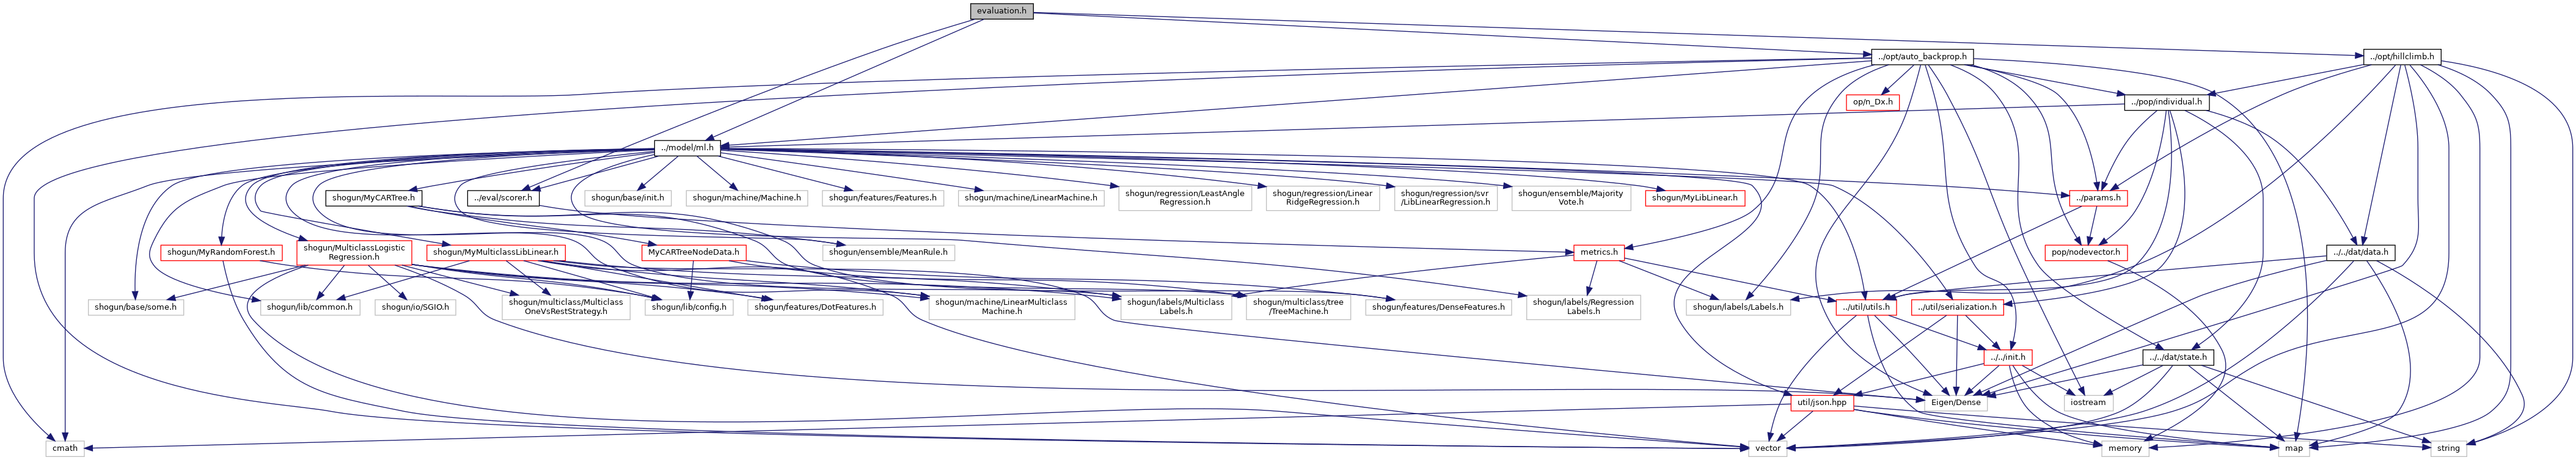 evaluation.h
../opt/auto_backprop.h
../opt/hillclimb.h
op/n_Dx.h
../pop/individual.h
../model/ml.h
shogun/MyCARTree.h
../eval/scorer.h
shogun/base/init.h
shogun/machine/Machine.h
shogun/features/Features.h
shogun/machine/LinearMachine.h
shogun/regression/LeastAngle
Regression.h
shogun/regression/Linear
RidgeRegression.h
shogun/regression/svr
/LibLinearRegression.h
shogun/ensemble/Majority
Vote.h
shogun/MyLibLinear.h
../params.h
shogun/MyRandomForest.h
shogun/MulticlassLogistic
Regression.h
shogun/MyMulticlassLibLinear.h
MyCARTreeNodeData.h
shogun/ensemble/MeanRule.h
metrics.h
pop/nodevector.h
../../dat/data.h
shogun/base/some.h
shogun/lib/common.h
shogun/io/SGIO.h
shogun/multiclass/Multiclass
OneVsRestStrategy.h
shogun/lib/config.h
shogun/features/DotFeatures.h
shogun/machine/LinearMulticlass
Machine.h
shogun/labels/Multiclass
Labels.h
shogun/multiclass/tree
/TreeMachine.h
shogun/features/DenseFeatures.h
shogun/labels/Regression
Labels.h
shogun/labels/Labels.h
../util/utils.h
../util/serialization.h
../../init.h
../../dat/state.h
util/json.hpp
Eigen/Dense
iostream
cmath
vector
memory
map
string